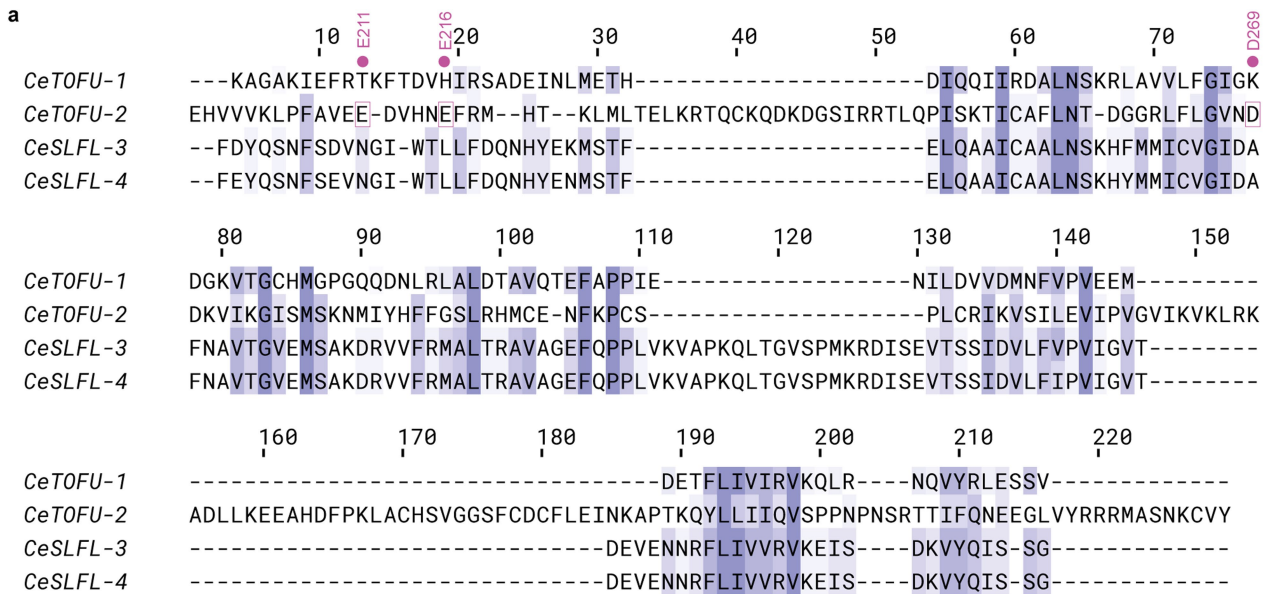 a
E211 E216 D269
10 20 30 40 50 60 70
CeTOFU-1 ---KAGAKIEFRTKFTDVHIRSADEINLMETH---------------------DIQQIIRDALNSKRLAVVLFGIGK
CeTOFU-2 EHVVVKLPFAVEE-DVHNEFRM--HT--KLMLTELKRTQCKQDKDGSIRRTLQPISKTICAFLNT-DGGRLFLGVND
CeSLFL-3 --FDYQSNFSDVNGI-WTLLFDQNHYEKMSTF---------------------ELQAAICAALNSKHFMMICVGIDA
CeSLFL-4 --FEYQSNFSEVNGI-WTLLFDQNHYENMSTF---------------------ELQAAICAALNSKHYMMICVGIDA
80 90 100 110 120 130 140 150
CeTOFU-1 DGKVTGCHMGPGQQDNLRLALDTAVQTEFAPPIE------------------NILDVVDMNFVPVEEM---------
CeTOFU-2 DKVIKGISMSKNMIYHFFGSLRHMCE-NFKPCS--------------------PLCRIKVSILEVIPVGVIKVKLRK
CeSLFL-3 FNAVTGVEMSAKDRVVFRMALTRAVAGEFQPPLVKVAPKQLTGVSPMKRDISEVTSSIDVLFVPVIGVT--------
CeSLFL-4 FNAVTGVEMSAKDRVVFRMALTRAVAGEFQPPLVKVAPKQLTGVSPMKRDISEVTSSIDVLFIPVIGVT--------
160 170 180 190 200 210 220
CeTOFU-1 ----------------------------------DETFLIVIRVKQLR----NQVYRLESSV-------------
CeTOFU-2 ADLLKEEAHDFPKLACHSVGGSFCDCFLEINKAPTKQYLLIIQVSPPNPNSRTTIFQNEEGLVYRRRMASNKCVY
CeSLFL-3 ------------------------------DEVENNRFLIVVRVKEIS----DKVYQIS-SG-------------
CeSLFL-4 ------------------------------DEVENNRFLIVVRVKEIS----DKVYQIS-SG-------------